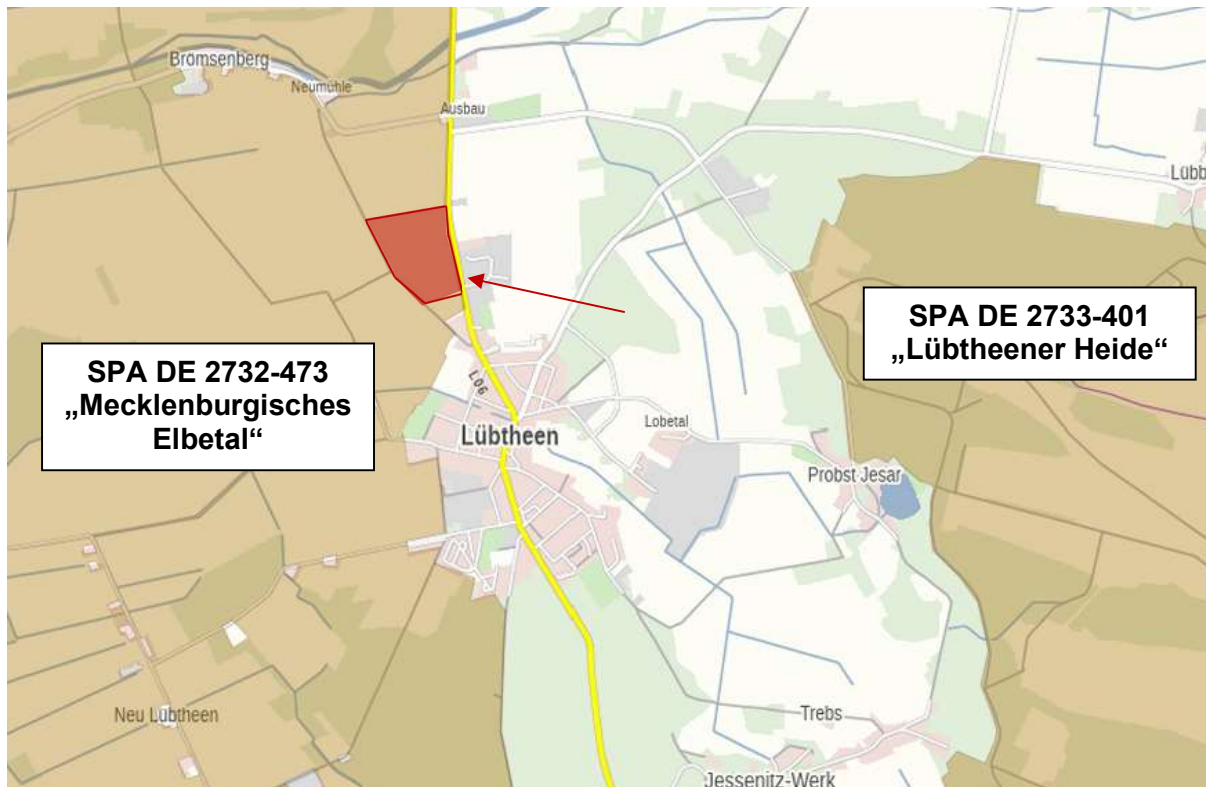 Brömsenberg
Neumühle
Ausbau
Lübb
SPA DE 2733-401
„Lübtheener Heide“
SPA DE 2732-473
„Mecklenburgisches
Elbetal“
L06
Lübtheen
Lobetal
Probst Jesar
Neu Lübtheen
Trebs
Jessenitz-Werk